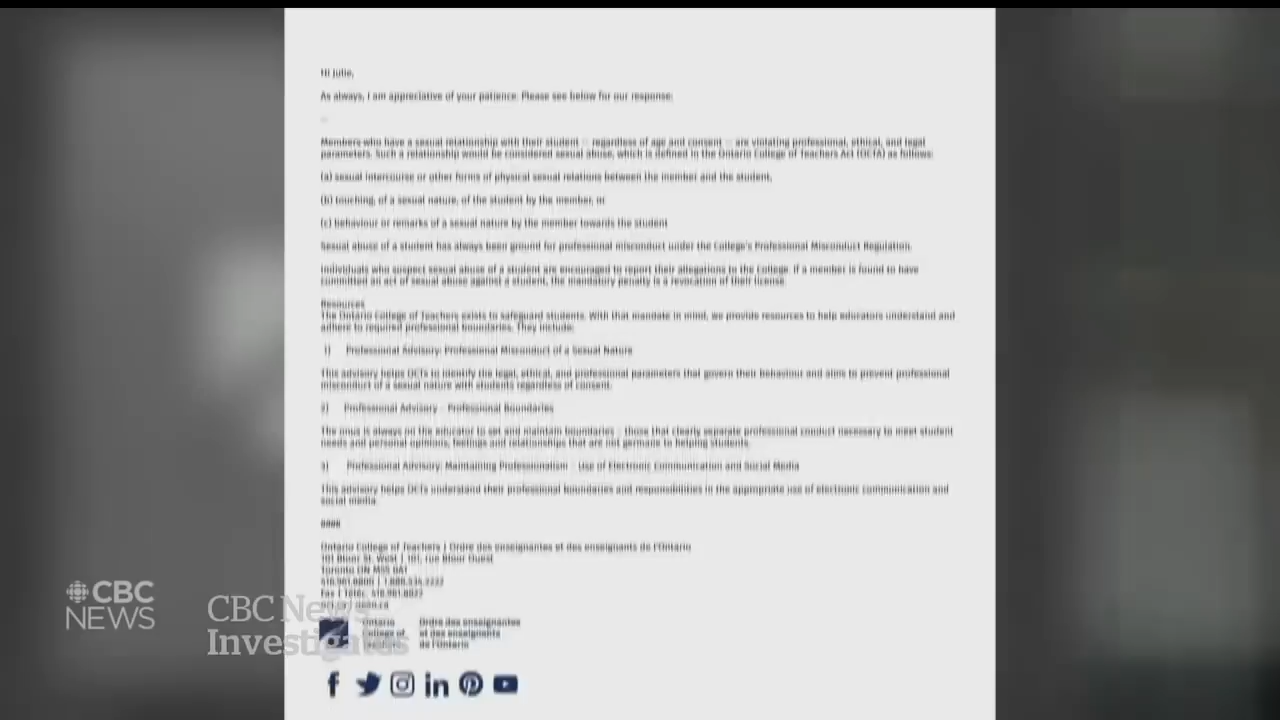 Hi Julie,
As always, I am appreciative of your patience. Please see below for our response:
Members who have a sexual relationship with their student – regardless of age and consent – are violating professional, ethical, and legal
parameters. Such a relationship would be considered sexual abuse, which is defined in the Ontario College of Teachers Act (OCTA) as follows:
(a) sexual intercourse or other forms of physical sexual relations between the member and the student,
(b) touching, of a sexual nature, of the student by the member, or
(c) behaviour or remarks of a sexual nature by the member towards the student
Sexual abuse of a student has always been ground for professional misconduct under the College's Professional Misconduct Regulation.
Individuals who suspect sexual abuse of a student are encouraged to report their allegations to the College. If a member is found to have
committed an act of sexual abuse against a student, the mandatory penalty is a revocation of their license.
Resources
The Ontario College of Teachers exists to safeguard students. With that mandate in mind, we provide resources to help educators understand and
adhere to required professional boundaries. They include:
1) Professional Advisory: Professional Misconduct of a Sexual Nature
This advisory helps OCTs to identify the legal, ethical, and professional parameters that govern their behaviour and aims to prevent professional
misconduct of a sexual nature with students regardless of consent.
2) Professional Advisory – Professional Boundaries
The onus is always on the educator to set and maintain boundaries – those that clearly separate professional conduct necessary to meet student
needs and personal opinions, feelings and relationships that are not germane to helping students.
3) Professional Advisory: Maintaining Professionalism – Use of Electronic Communication and Social Media
This advisory helps OCTs understand their professional boundaries and responsibilities in the appropriate use of electronic communication and
social media.
Ontario College of Teachers | Ordre des enseignantes et des enseignants de l'Ontario
101 Bloor St. West | 101, rue Bloor Ouest
Toronto ON M5S 0A1
416.961.8800 | 1.888.534.2222
Fax | Téléc. 416.961.8822
Ontario
College of
Ordre des enseignantes
et des enseignants
de l'Ontario
CBC
NEWS
CBC News
Investigates